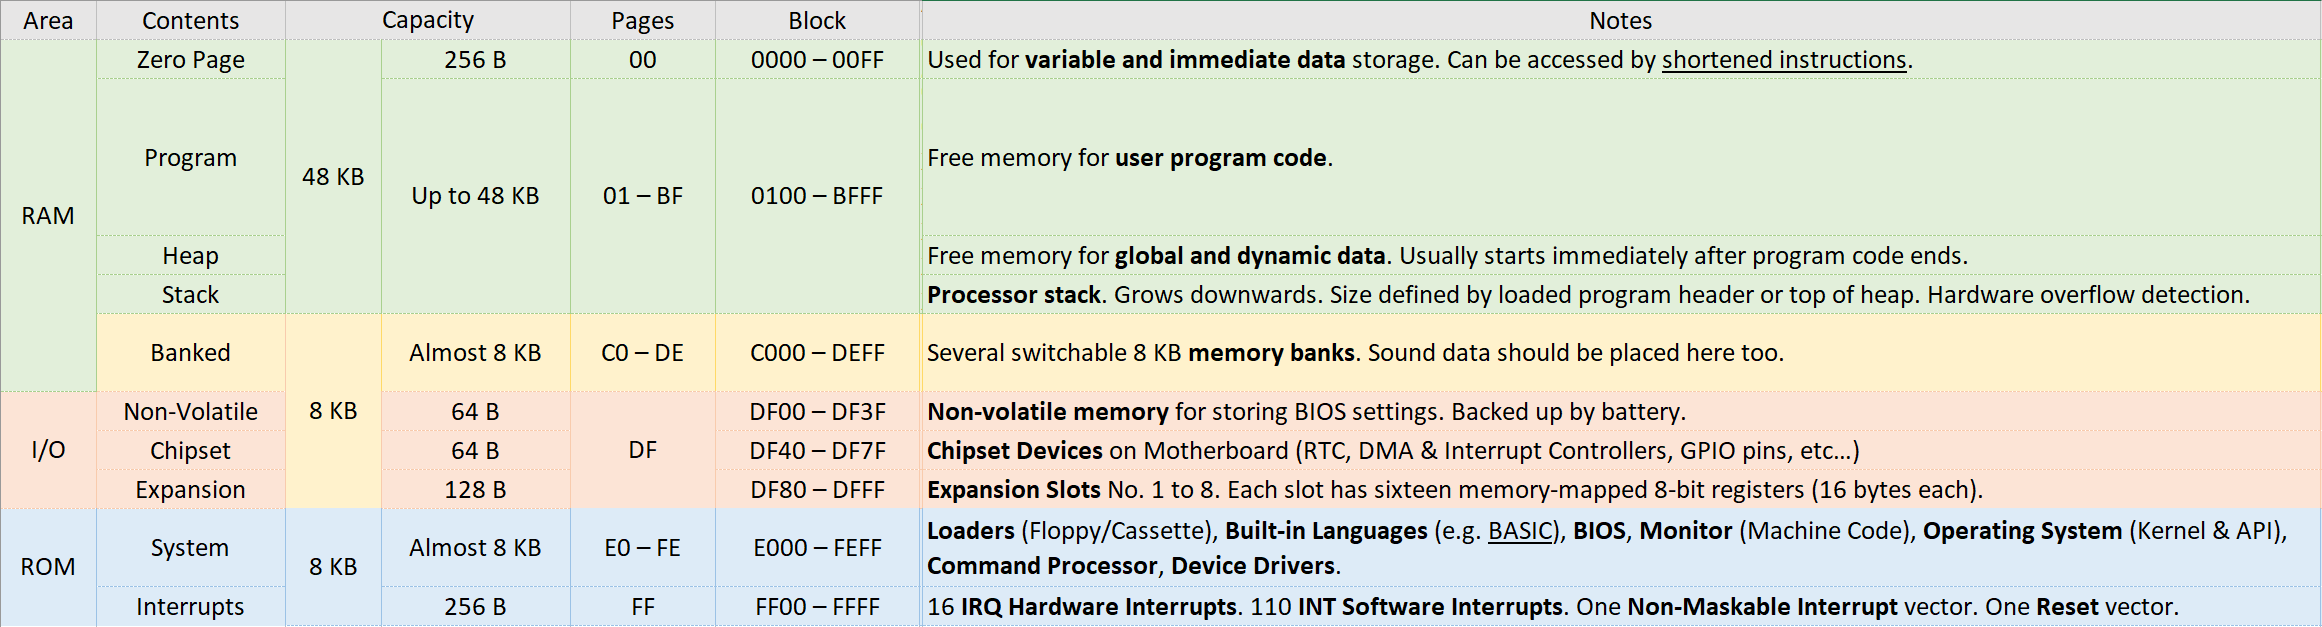 Area Contents Capacity Pages Block Notes
Zero Page 256 B 00 0000 – 00FF Used for variable and immediate data storage. Can be accessed by shortened instructions.
Program Free memory for user program code.
48 KB
Up to 48 KB 01 – BF 0100 – BFFF
RAM
Heap Free memory for global and dynamic data. Usually starts immediately after program code ends.
Stack Processor stack. Grows downwards. Size defined by loaded program header or top of heap. Hardware overflow detection.
Banked Almost 8 KB C0 – DE C000 – DEFF Several switchable 8 KB memory banks. Sound data should be placed here too.
Non-Volatile 8 KB 64 B DF00 – DF3F Non-volatile memory for storing BIOS settings. Backed up by battery.
I/O Chipset 64 B DF DF40 – DF7F Chipset Devices on Motherboard (RTC, DMA & Interrupt Controllers, GPIO pins, etc...)
Expansion 128 B DF80 – DFFF Expansion Slots No. 1 to 8. Each slot has sixteen memory-mapped 8-bit registers (16 bytes each).
System Almost 8 KB E0 – FE E000 – FEFF Loaders (Floppy/Cassette), Built-in Languages (e.g. BASIC), BIOS, Monitor (Machine Code), Operating System (Kernel & API),
Command Processor, Device Drivers.
ROM 8 KB
Interrupts 256 B FF FF00 – FFFF 16 IRQ Hardware Interrupts. 110 INT Software Interrupts. One Non-Maskable Interrupt vector. One Reset vector.